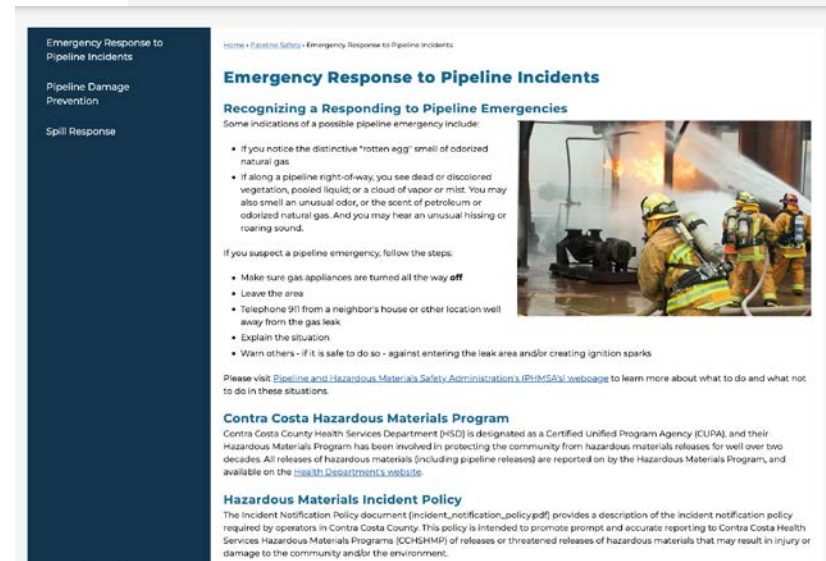 Emergency Response to
Pipeline Incidents
Pipeline Damage
Prevention
Spill Response
Home • Pipeline Safety • Emergency Response to Pipeline Incidents
Emergency Response to Pipeline Incidents
Recognizing a Responding to Pipeline Emergencies
Some indications of a possible pipeline emergency include:
• If you notice the distinctive "rotten egg" smell of odorized
natural gas
• If along a pipeline right-of-way, you see dead or discolored
vegetation, pooled liquid; or a cloud of vapor or mist. You may
also smell an unusual odor, or the scent of petroleum or
odorized natural gas. And you may hear an unusual hissing or
roaring sound.
If you suspect a pipeline emergency, follow the steps:
• Make sure gas appliances are turned all the way off
• Leave the area
• Telephone 911 from a neighbor's house or other location well
away from the gas leak
• Explain the situation
• Warn others - if it is safe to do so - against entering the leak area and/or creating ignition sparks
Please visit Pipeline and Hazardous Materials Safety Administration's (PHMSA's) webpage to learn more about what to do and what not
to do in these situations.
Contra Costa Hazardous Materials Program
Contra Costa County Health Services Department (HSD) is designated as a Certified Unified Program Agency (CUPA), and their
Hazardous Materials Program has been involved in protecting the community from hazardous materials releases for well over two
decades. All releases of hazardous materials (including pipeline releases) are reported on by the Hazardous Materials Program, and
available on the Health Department's website.
Hazardous Materials Incident Policy
The Incident Notification Policy document (incident_notification_policy.pdf) provides a description of the incident notification policy
required by operators in Contra Costa County. This policy is intended to promote prompt and accurate reporting to Contra Costa Health
Services Hazardous Materials Programs (CCHSHMP) of releases or threatened releases of hazardous materials that may result in injury or
damage to the community and/or the environment.